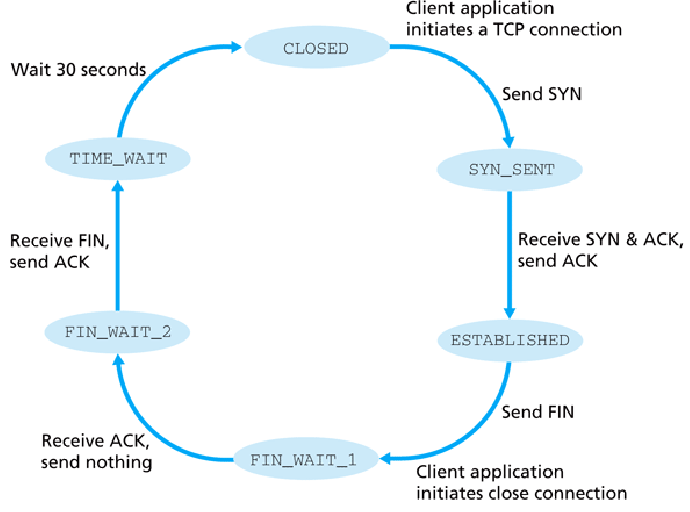 Client application
initiates a TCP connection
CLOSED
Wait 30 seconds
Send SYN
TIME_WAIT
SYN_SENT
Receive FIN,
send ACK
Receive SYN & ACK,
send ACK
FIN_WAIT_2
ESTABLISHED
Send FIN
Receive ACK,
send nothing
FIN_WAIT_1
Client application
initiates close connection